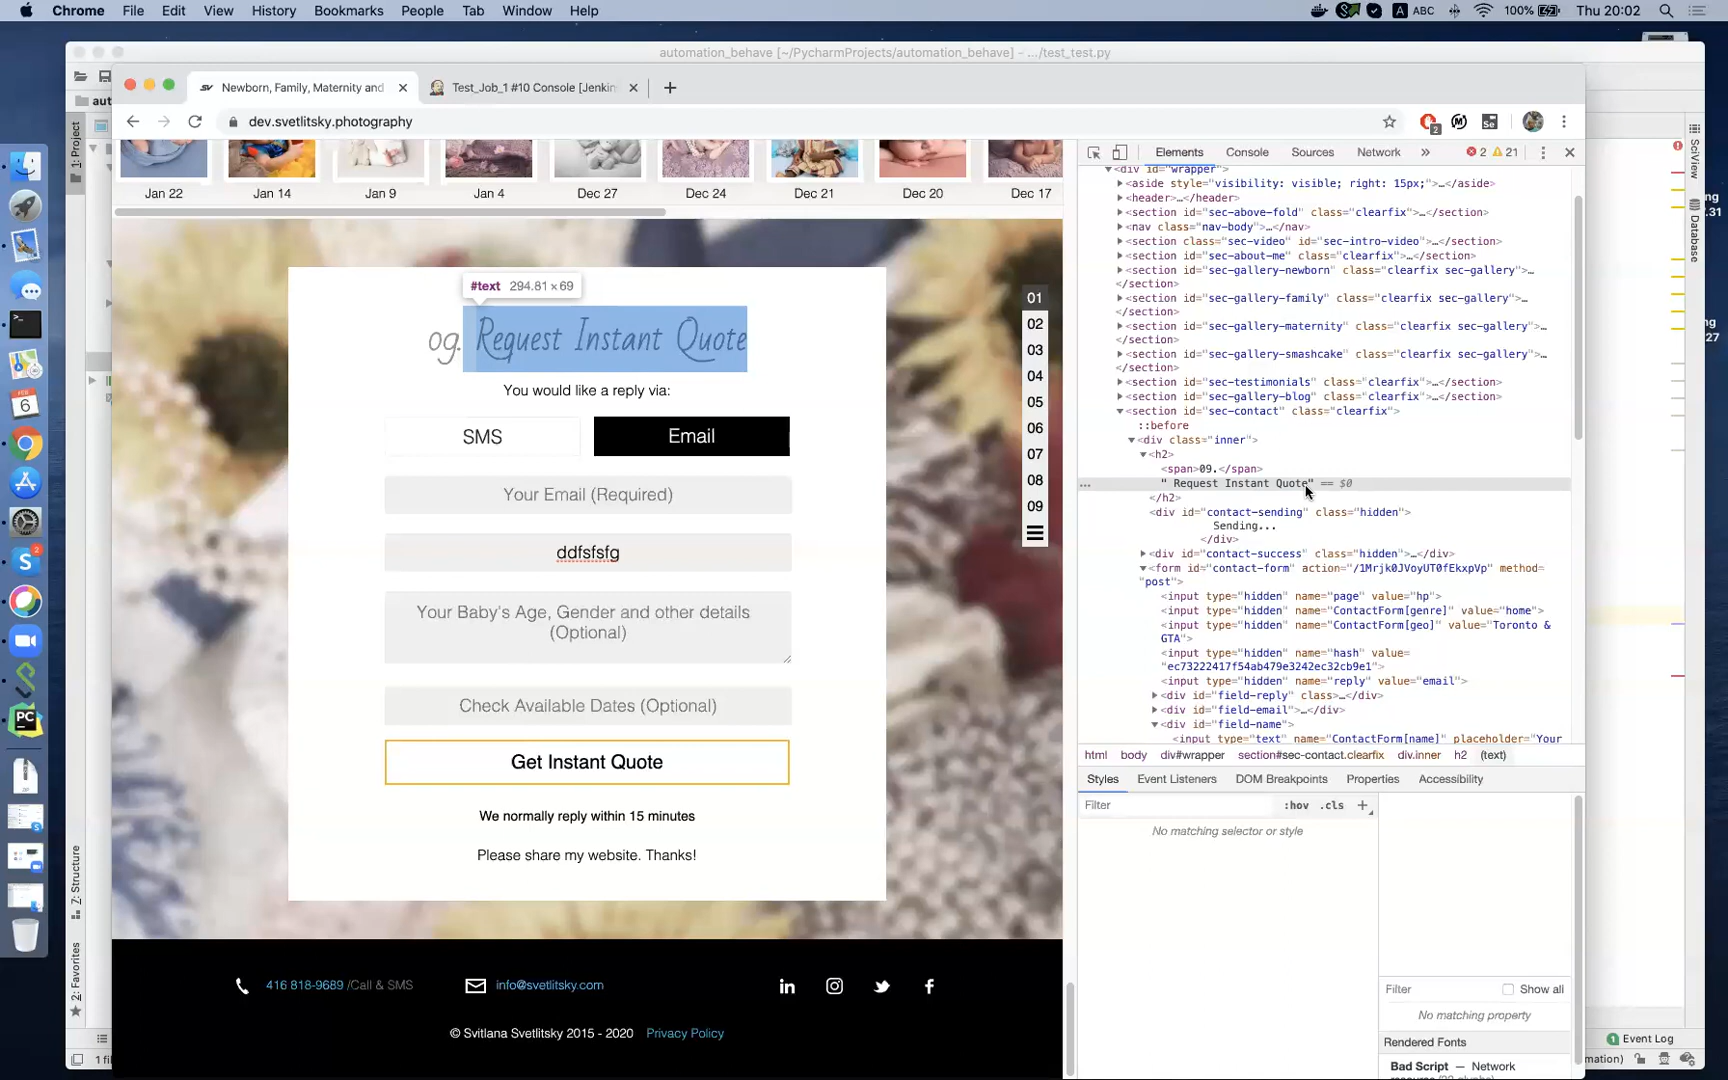 Chrome File Edit View History Bookmarks People Tab Window Help
ABC 100% Thu 20:02
automation_behave [~/PycharmProjects/automation_behave] – .../test_test.py
Newborn, Family, Maternity and
Test_Job_1 #10 Console [Jenkin
dev.svetlitsky.photography
Jan 22 Jan 14 Jan 9 Jan 4 Dec 27 Dec 24 Dec 21 Dec 20 Dec 17
#text 294.81 × 69
09. Request Instant Quote
You would like a reply via:
SMS Email
Your Email (Required)
ddfsfsfg
Your Baby's Age, Gender and other details
(Optional)
Check Available Dates (Optional)
Get Instant Quote
We normally reply within 15 minutes
Please share my website. Thanks!
01
02
03
04
05
06
07
08
09
416 818-9689 /Call & SMS info@svetlitsky.com
© Svitlana Svetlitsky 2015 - 2020 Privacy Policy
Elements Console Sources Network » 2 21
<div id="wrapper">
<aside style="visibility: visible; right: 15px;">…</aside>
<header>…</header>
<section id="sec-above-fold" class="clearfix">…</section>
<nav class="nav-body">…</nav>
<section class="sec-video" id="sec-intro-video">…</section>
<section id="sec-about-me" class="clearfix">…</section>
<section id="sec-gallery-newborn" class="clearfix sec-gallery">…
</section>
<section id="sec-gallery-family" class="clearfix sec-gallery">…
</section>
<section id="sec-gallery-maternity" class="clearfix sec-gallery">…
</section>
<section id="sec-gallery-smashcake" class="clearfix sec-gallery">…
</section>
<section id="sec-testimonials" class="clearfix">…</section>
<section id="sec-gallery-blog" class="clearfix">…</section>
<section id="sec-contact" class="clearfix">
::before
<div class="inner">
<h2>
<span>09.</span>
" Request Instant Quote" == $0
</h2>
<div id="contact-sending" class="hidden">
Sending...
</div>
<div id="contact-success" class="hidden">…</div>
<form id="contact-form" action="/1Mrjk0JVoyUT0fEkxpVp" method=
"post">
<input type="hidden" name="page" value="hp">
<input type="hidden" name="ContactForm[genre]" value="home">
<input type="hidden" name="ContactForm[geo]" value="Toronto &
GTA">
<input type="hidden" name="hash" value=
"ec73222417f54ab479e3242ec32cb9e1">
<input type="hidden" name="reply" value="email">
<div id="field-reply" class>…</div>
<div id="field-email">…</div>
<div id="field-name">
<input type="text" name="ContactForm[name]" placeholder="Your
html body div#wrapper section#sec-contact.clearfix div.inner h2 (text)
Styles Event Listeners DOM Breakpoints Properties Accessibility
Filter :hov .cls +
No matching selector or style
Filter Show all
No matching property
Rendered Fonts
Bad Script — Network
1: Project
7: Structure
2: Favorites
SciView
Database
1 Event Log